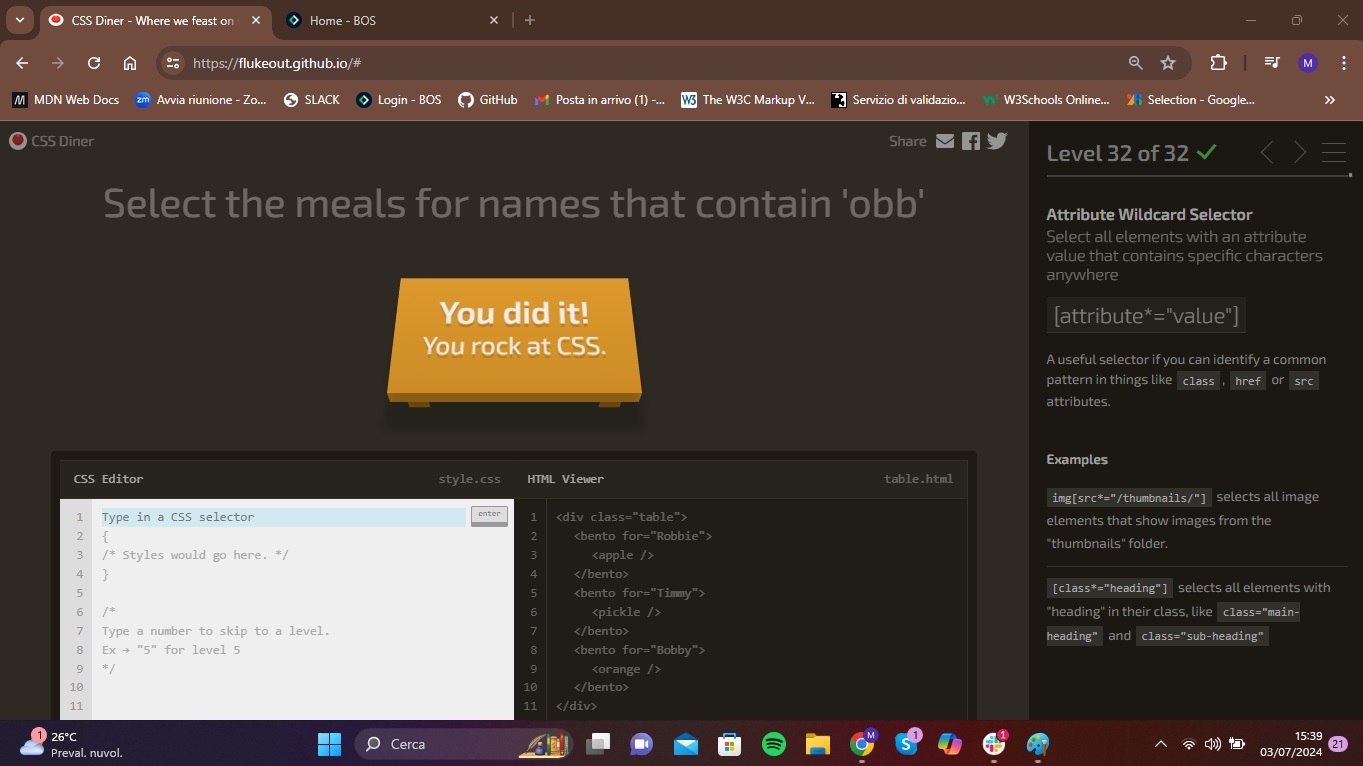 CSS Diner - Where we feast on
Home - BOS
https://flukeout.github.io/#
M
MDN Web Docs
zm Avvia riunione - Zo...
SLACK
Login - BOS
GitHub
Posta in arrivo (1) -...
W3 The W3C Markup V...
Servizio di validazio...
W3Schools Online...
Selection - Google...
CSS Diner
Share
Select the meals for names that contain 'obb'
You did it!
You rock at CSS.
CSS Editor
style.css
1 Type in a CSS selector
enter
2 {
3 /* Styles would go here. */
4 }
5
6 /*
7 Type a number to skip to a level.
8 Ex → "5" for level 5
9 */
10
11
HTML Viewer
table.html
1 <div class="table">
2 <bento for="Robbie">
3 <apple />
4 </bento>
5 <bento for="Timmy">
6 <pickle />
7 </bento>
8 <bento for="Bobby">
9 <orange />
10 </bento>
11 </div>
Level 32 of 32
Attribute Wildcard Selector
Select all elements with an attribute
value that contains specific characters
anywhere
[attribute*="value"]
A useful selector if you can identify a common
pattern in things like class , href or src
attributes.
Examples
img[src*="/thumbnails/"] selects all image
elements that show images from the
"thumbnails" folder.
[class*="heading"] selects all elements with
"heading" in their class, like class="main-
heading" and class="sub-heading"
1
26°C
Preval. nuvol.
Cerca
M
1
1
15:39
03/07/2024
21